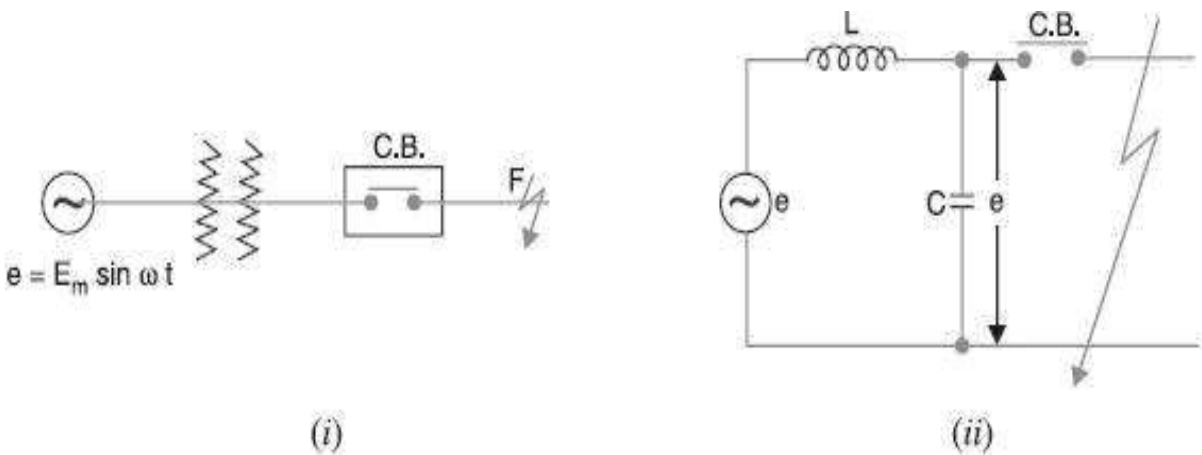 C.B.
F
e = E_m sin ω t
(i)
L
C.B.
~ e
C
e
(ii)